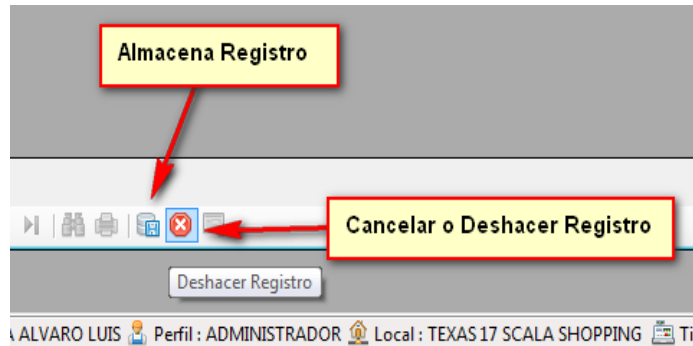 Almacena Registro
Cancelar o Deshacer Registro
Deshacer Registro
ALVARO LUIS Perfil : ADMINISTRADOR Local : TEXAS 17 SCALA SHOPPING